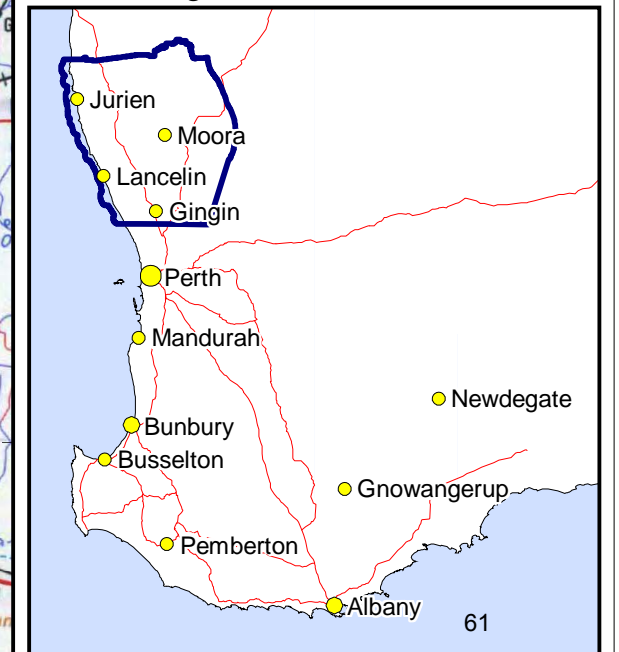 Jurien
Moora
Lancelin
Gingin
Perth
Mandurah
Newdegate
Bunbury
Busselton
Gnowangerup
Pemberton
Albany
61